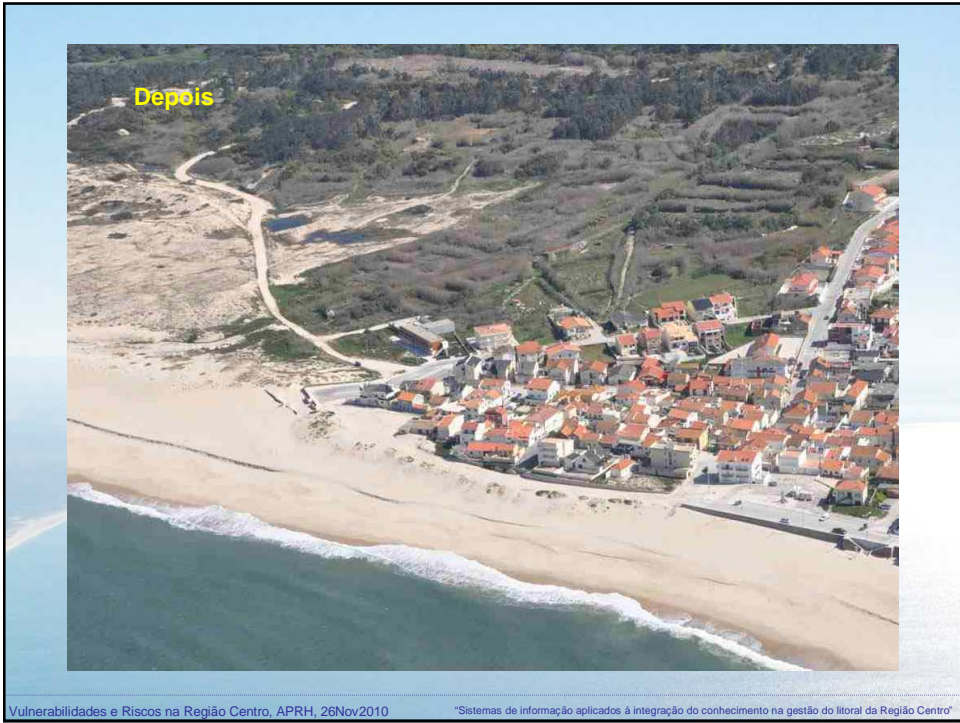 Depois
Vulnerabilidades e Riscos na Região Centro, APRH, 26Nov2010
“Sistemas de informação aplicados à integração do conhecimento na gestão do litoral da Região Centro”